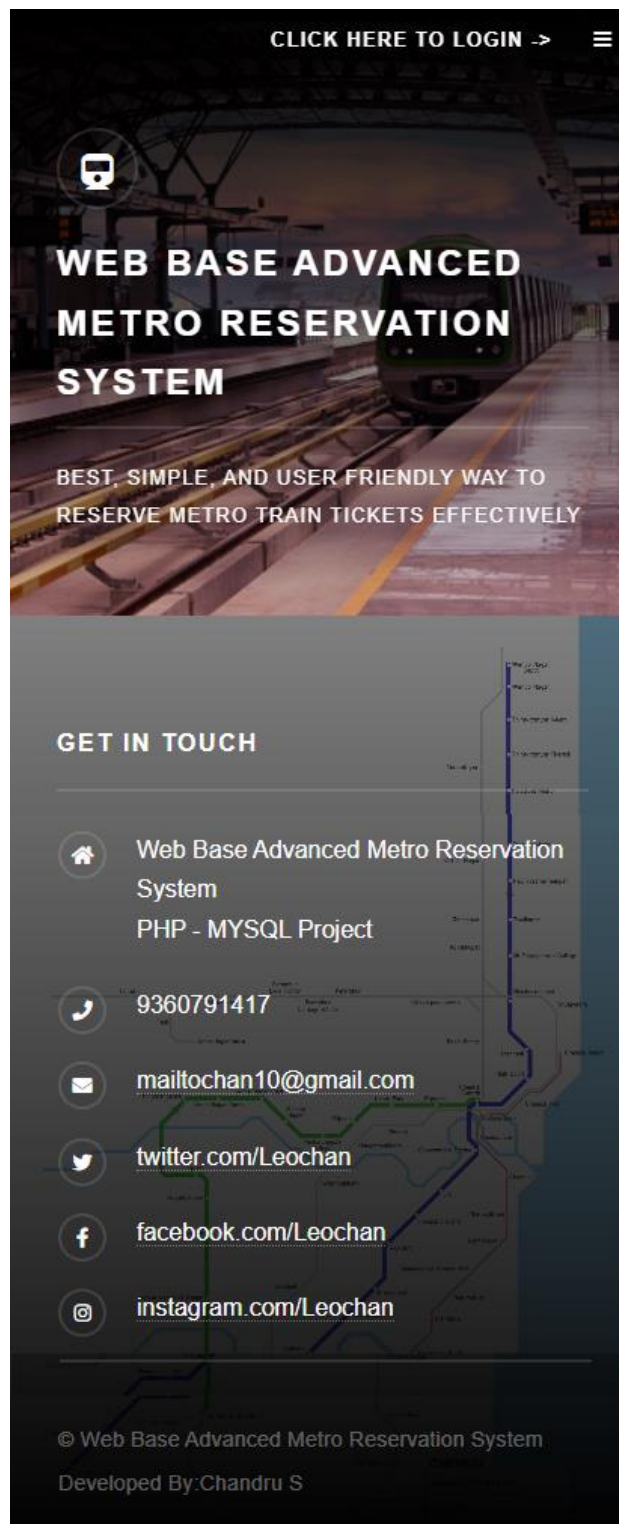 CLICK HERE TO LOGIN ->
WEB BASE ADVANCED
METRO RESERVATION
SYSTEM
BEST, SIMPLE, AND USER FRIENDLY WAY TO
RESERVE METRO TRAIN TICKETS EFFECTIVELY
GET IN TOUCH
Web Base Advanced Metro Reservation
System
PHP - MYSQL Project
9360791417
mailtochan10@gmail.com
twitter.com/Leochan
facebook.com/Leochan
instagram.com/Leochan
© Web Base Advanced Metro Reservation System
Developed By:Chandru S